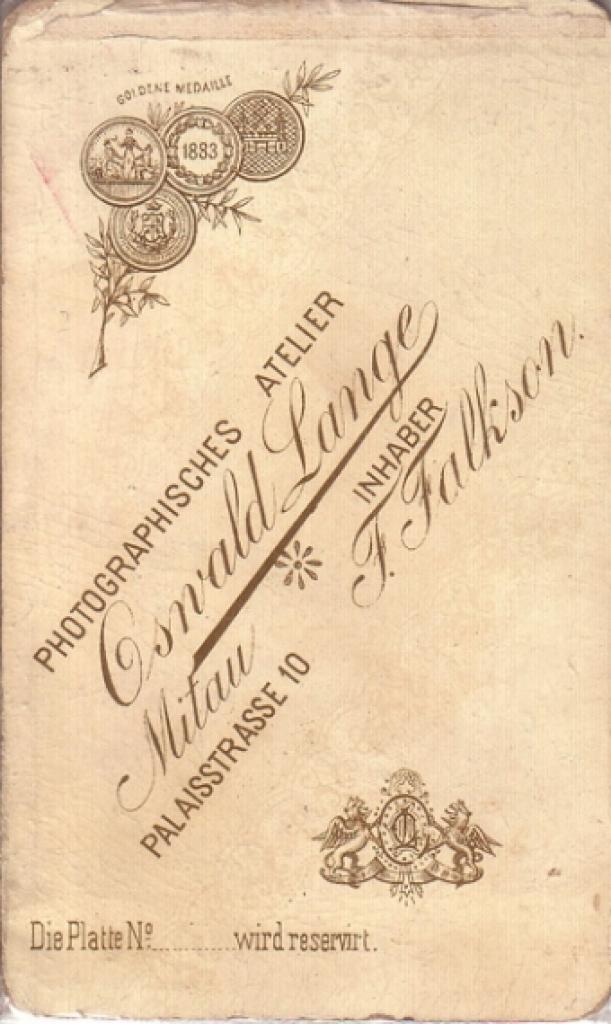 GOLDENE MEDAILLE
1883
PHOTOGRAPHISCHES ATELIER
Oswald Lange
INHABER
F. Falkson.
Mitau
PALAISSTRASSE 10
Die Platte Nº ............ wird reservirt.